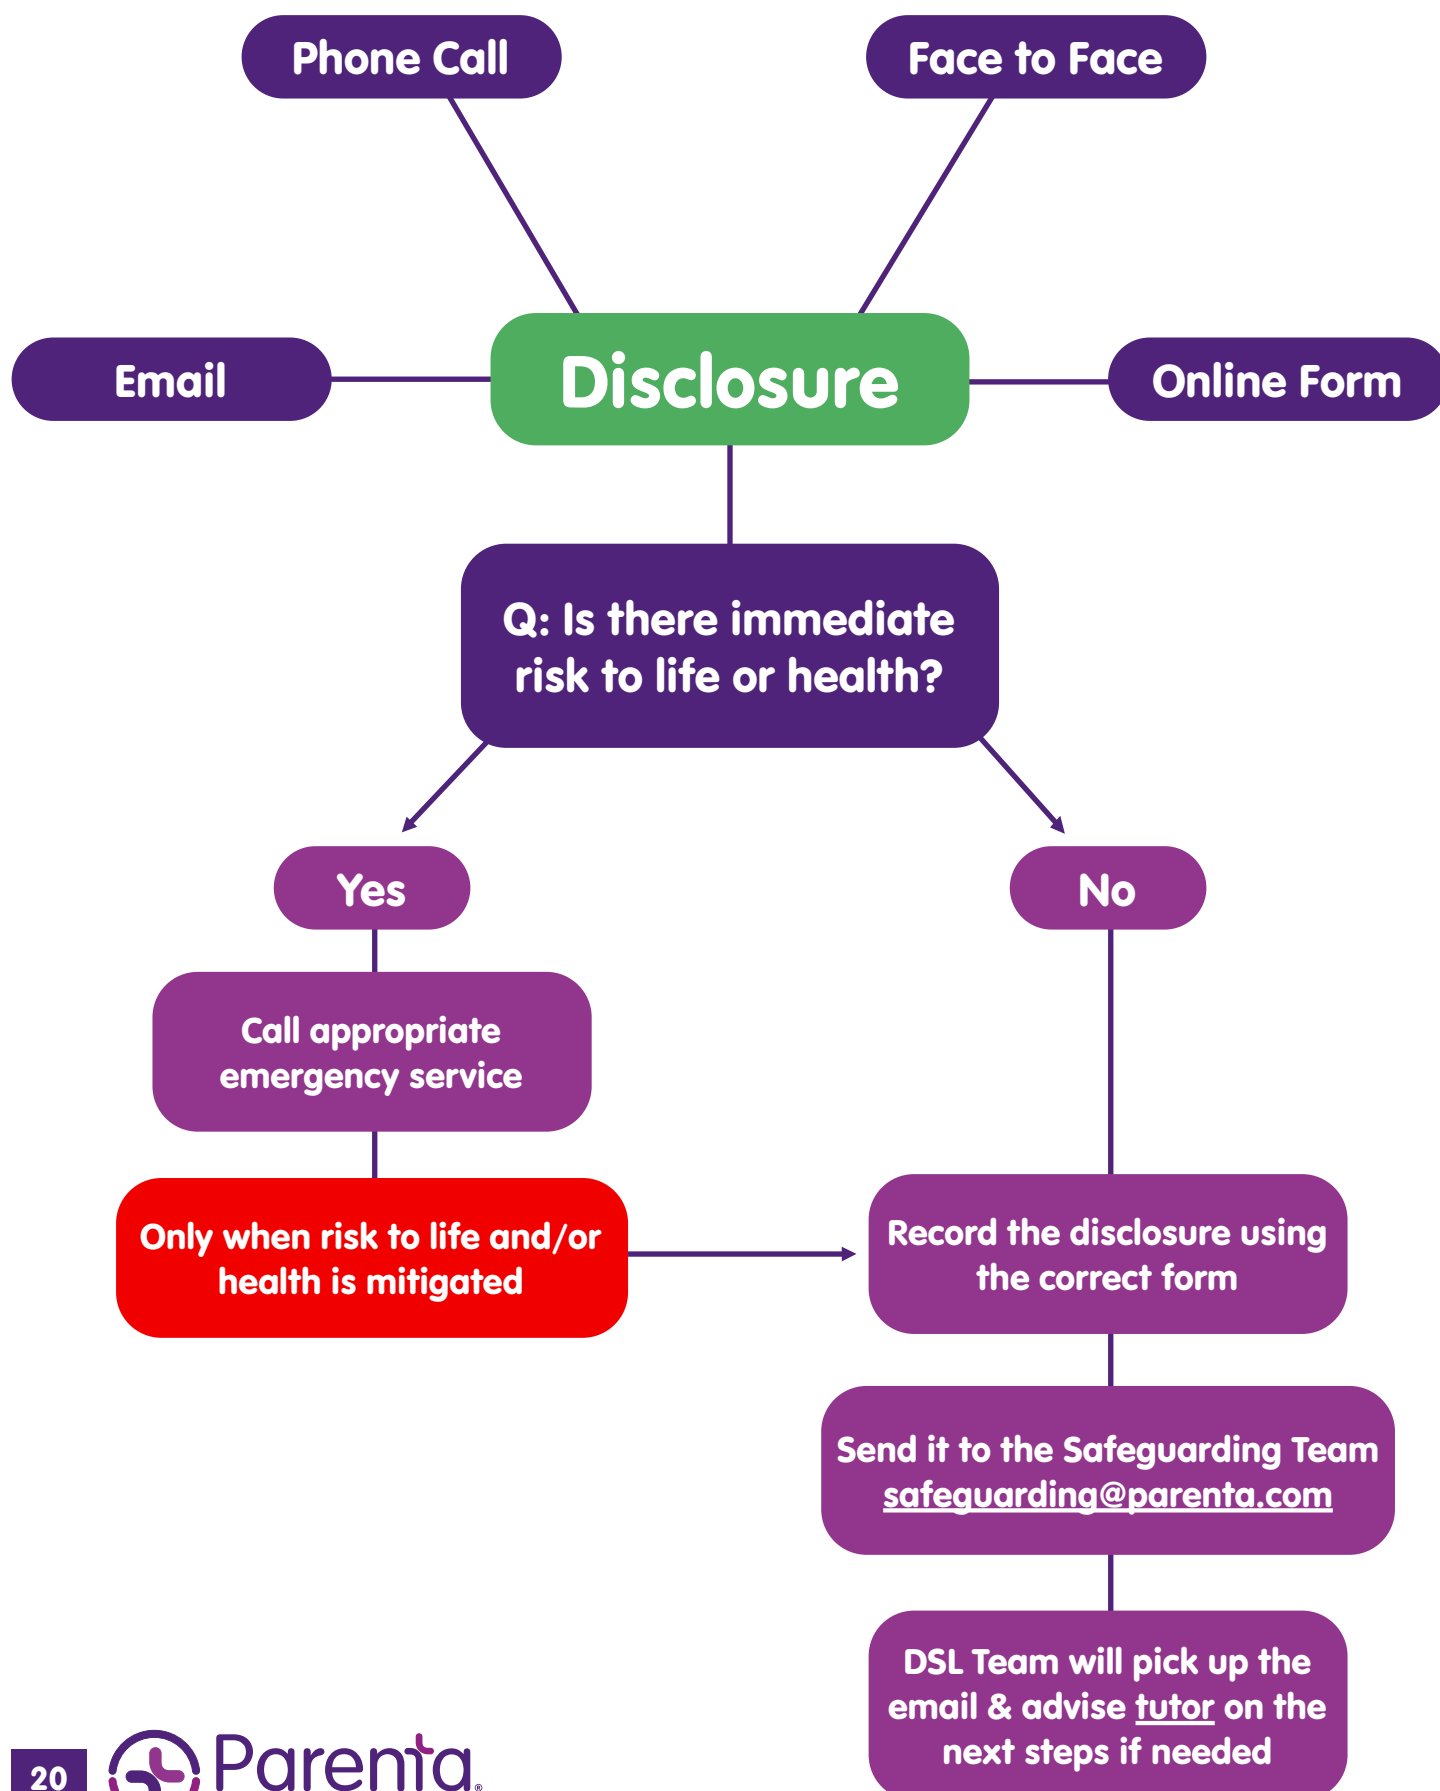 Phone Call
Face to Face
Email
Disclosure
Online Form
Q: Is there immediate
risk to life or health?
Yes
No
Call appropriate
emergency service
Only when risk to life and/or
health is mitigated
Record the disclosure using
the correct form
Send it to the Safeguarding Team
safeguarding@parenta.com
DSL Team will pick up the
email & advise tutor on the
next steps if needed
20
Parenta®